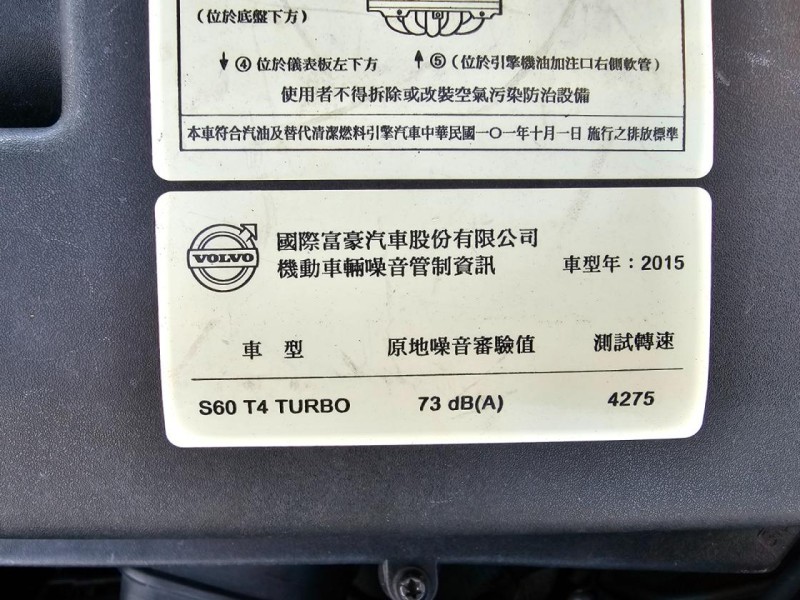 (位於底盤下方)
↓ ④ 位於儀表板左下方 ↑ ⑤ (位於引擎機油加注口右側軟管)
使用者不得拆除或改裝空氣污染防治設備
本車符合汽油及替代清潔燃料引擎汽車中華民國一○一年十月一日 施行之排放標準
VOLVO
國際富豪汽車股份有限公司
機動車輛噪音管制資訊 車型年：2015
車 型 原地噪音審驗值 測試轉速
S60 T4 TURBO 73 dB(A) 4275